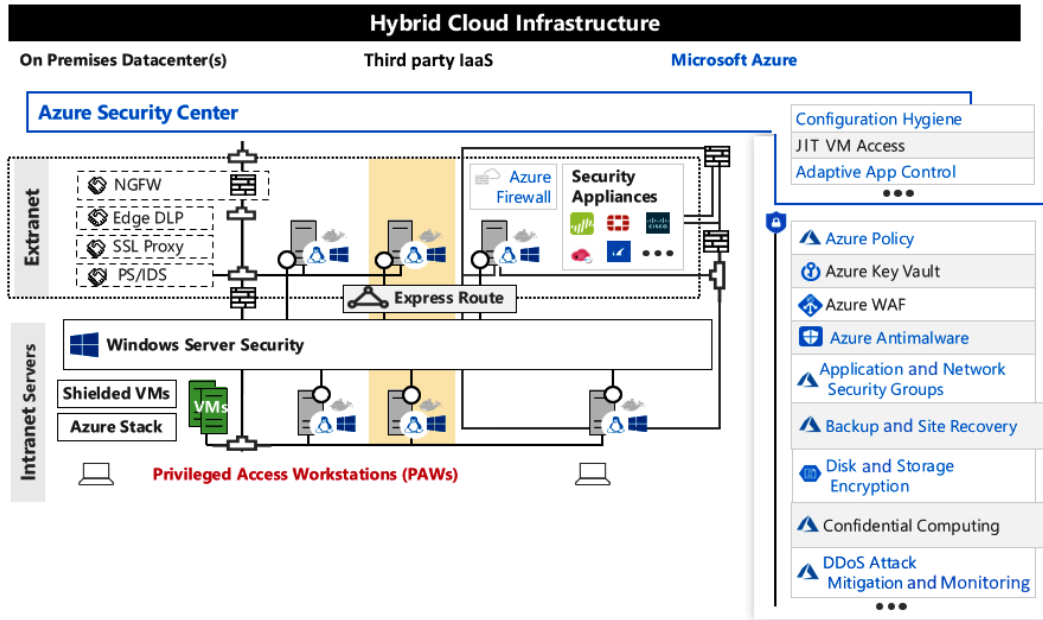 Hybrid Cloud Infrastructure
On Premises Datacenter(s)
Third party IaaS
Microsoft Azure
Azure Security Center
Configuration Hygiene
JIT VM Access
Adaptive App Control
Extranet
NGFW
Edge DLP
SSL Proxy
PS/IDS
Azure
Firewall
Security
Appliances
CISCO
Express Route
Intranet Servers
Windows Server Security
Shielded VMs
Azure Stack
VMs
Privileged Access Workstations (PAWs)
Azure Policy
Azure Key Vault
Azure WAF
Azure Antimalware
Application and Network
Security Groups
Backup and Site Recovery
Disk and Storage
Encryption
Confidential Computing
DDoS Attack
Mitigation and Monitoring